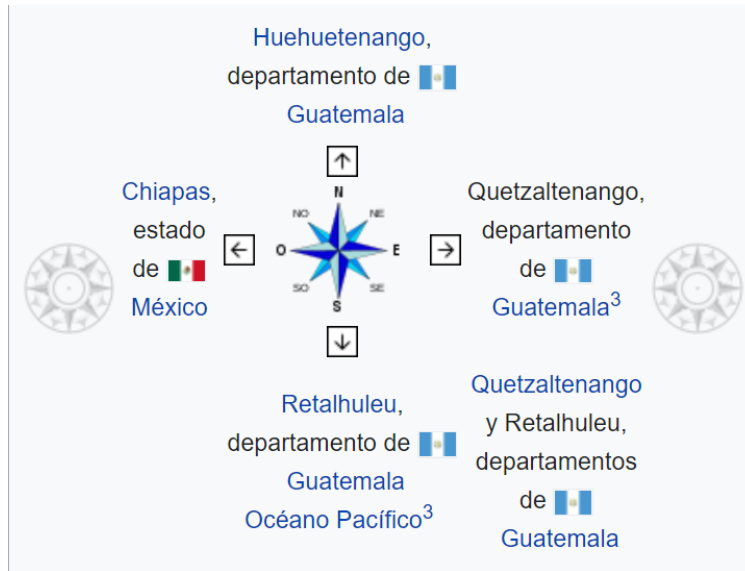 Huehuetenango,
departamento de
Guatemala
↑
Chiapas,
estado
de
México
←
N
NO
NE
O
E
SO
SE
S
→
Quetzaltenango,
departamento
de
Guatemala3
↓
Retalhuleu,
departamento de
Guatemala
Océano Pacífico3
Quetzaltenango
y Retalhuleu,
departamentos
de
Guatemala